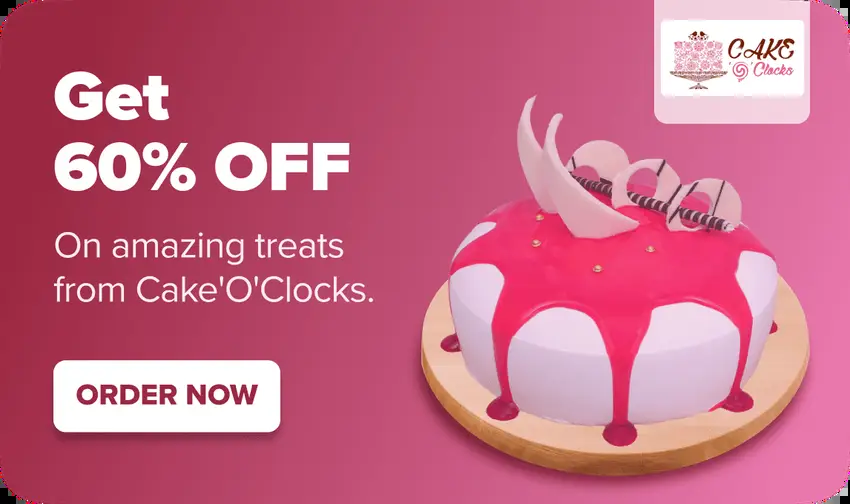 CAKE
'O' Clocks
Get
60% OFF
On amazing treats
from Cake'O'Clocks.
ORDER NOW